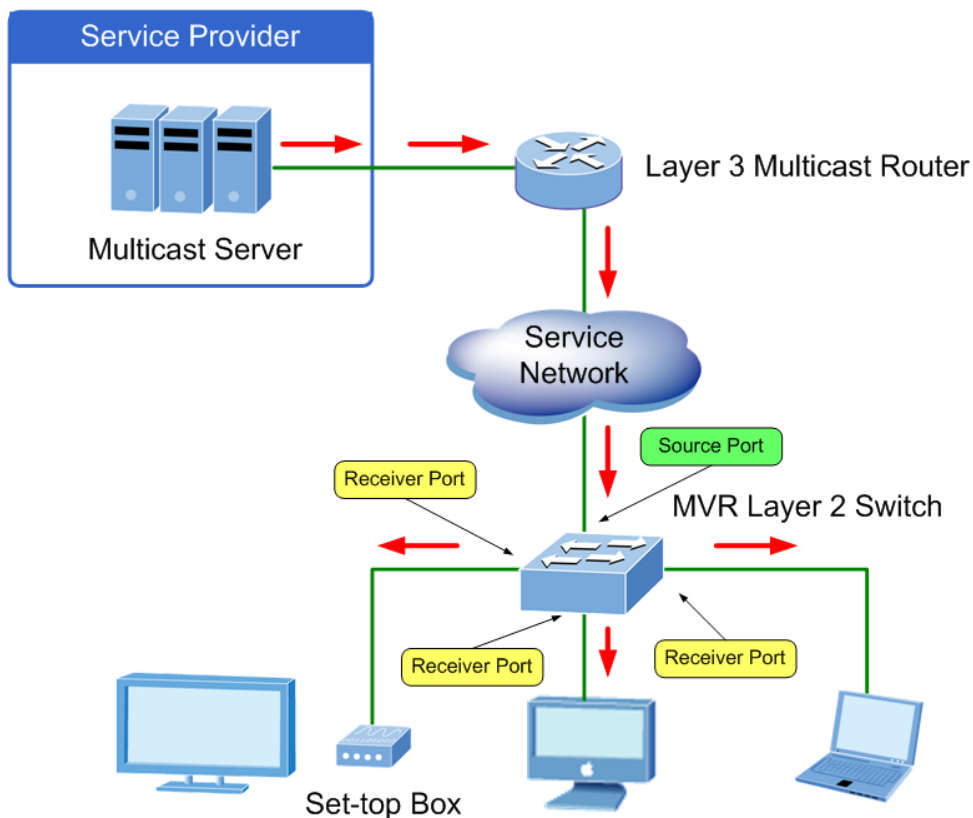 Service Provider
Multicast Server
Layer 3 Multicast Router
Service
Network
Source Port
Receiver Port
MVR Layer 2 Switch
Receiver Port
Receiver Port
Set-top Box